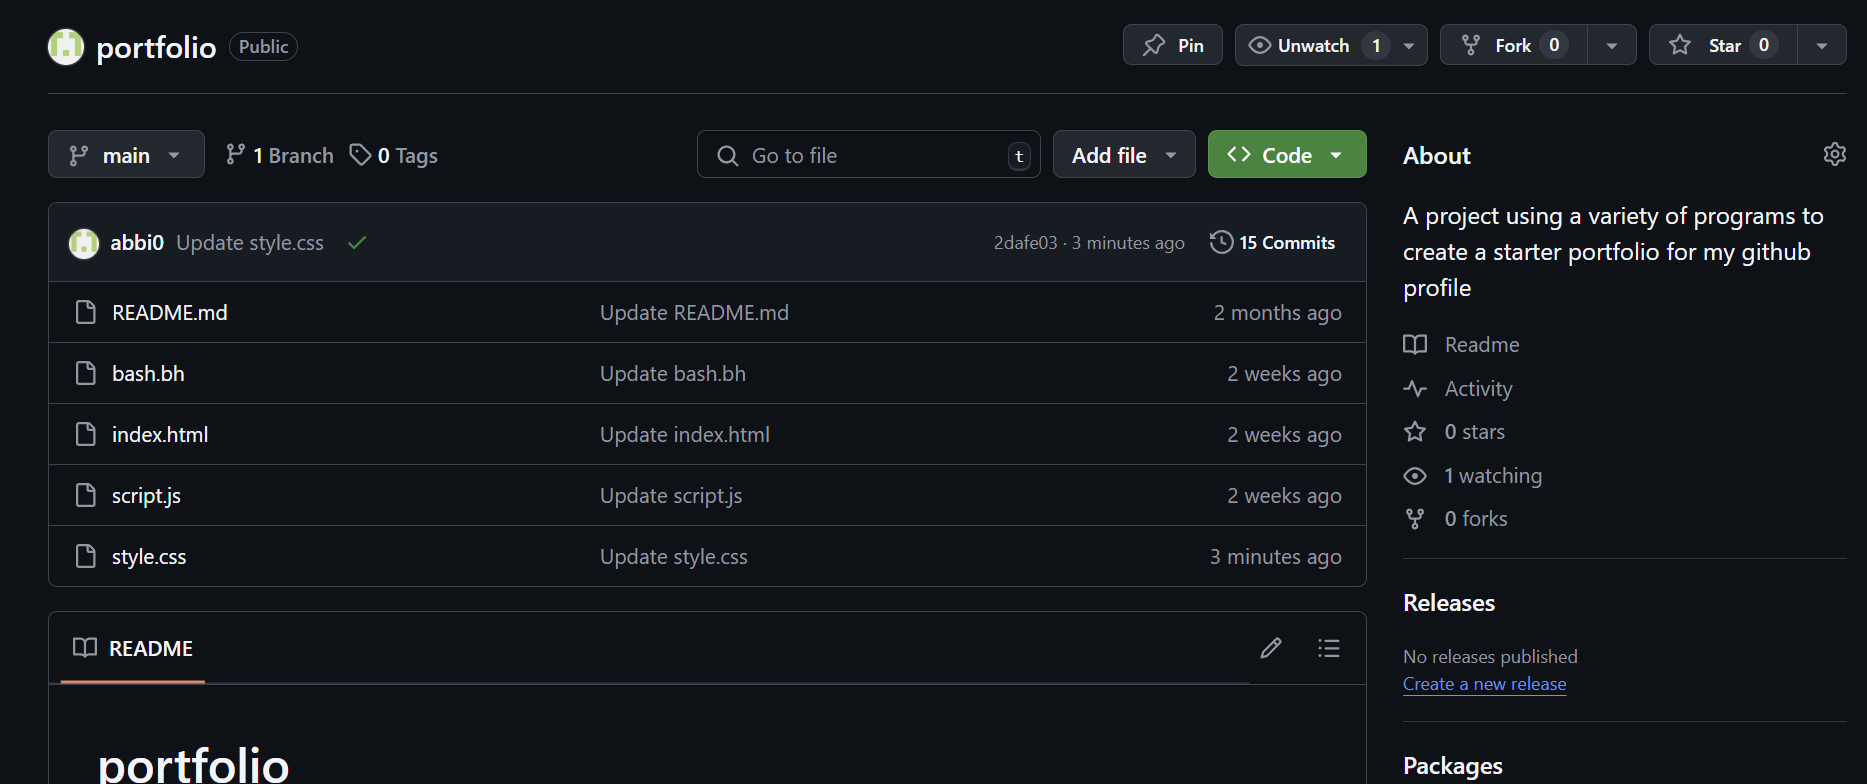 portfolio Public Pin Unwatch 1 Fork 0 Star 0
main 1 Branch 0 Tags Go to file t Add file Code
abbi0 Update style.css 2dafe03 · 3 minutes ago 15 Commits
README.md Update README.md 2 months ago
bash.bh Update bash.bh 2 weeks ago
index.html Update index.html 2 weeks ago
script.js Update script.js 2 weeks ago
style.css Update style.css 3 minutes ago
README
portfolio
About
A project using a variety of programs to
create a starter portfolio for my github
profile
Readme
Activity
0 stars
1 watching
0 forks
Releases
No releases published
Create a new release
Packages